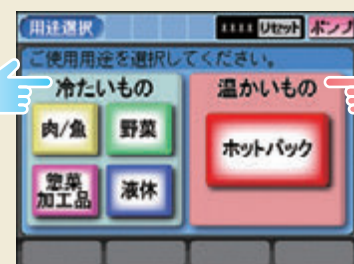 用途選択 リセット ポンプ
ご使用用途を選択してください。
冷たいもの 温かいもの
肉/魚 野菜
ホットパック
惣菜
加工品 液体